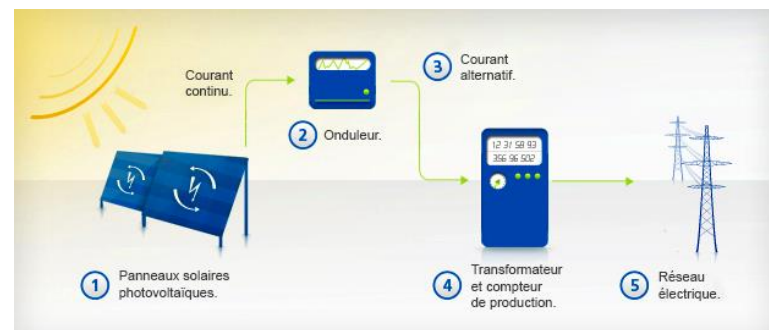 Courant
continu.
2 Onduleur.
3 Courant
alternatif.
12 31 58 93
356 96 502
1 Panneaux solaires
photovoltaïques.
4 Transformateur
et compteur
de production.
5 Réseau
électrique.